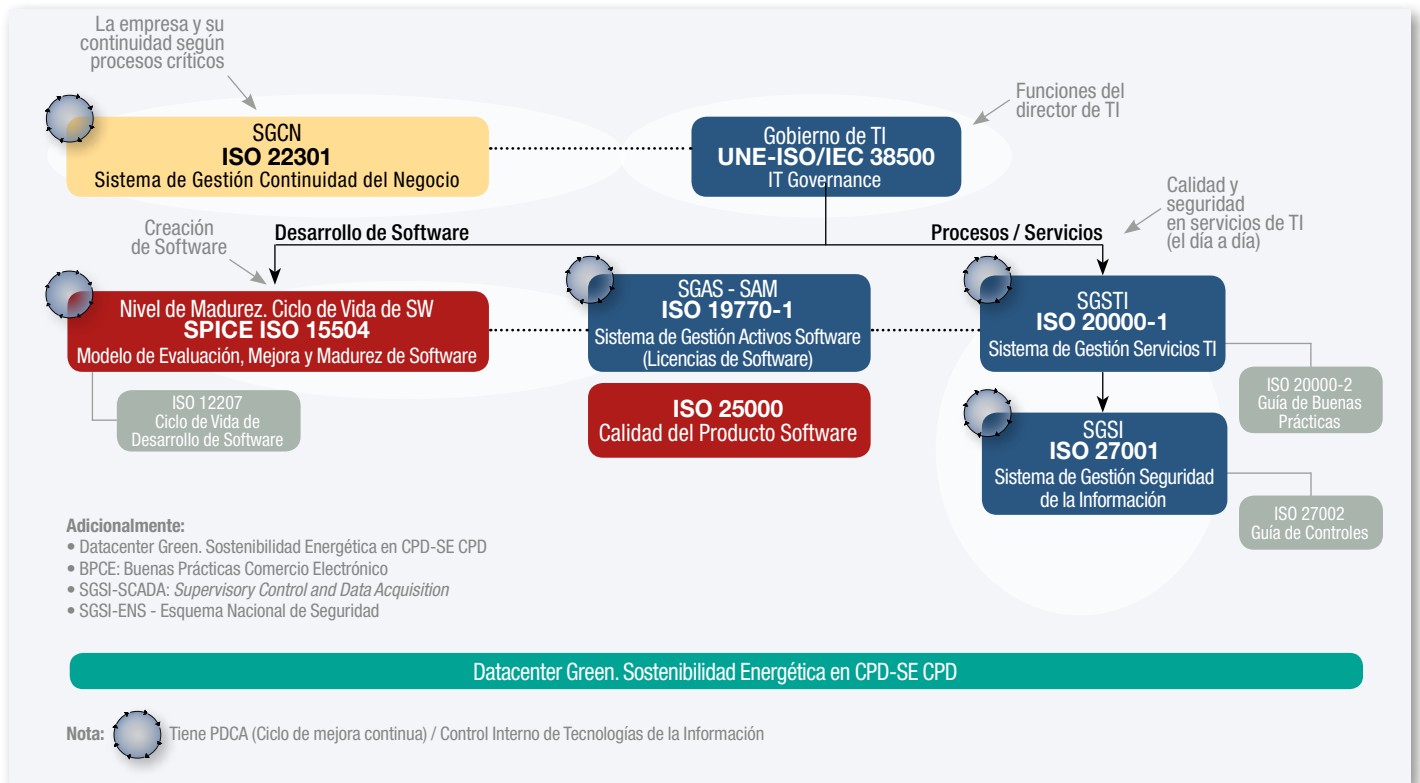 La empresa y su
continuidad según
procesos críticos
Funciones del
director de TI
SGCN
ISO 22301
Sistema de Gestión Continuidad del Negocio
Gobierno de TI
UNE-ISO/IEC 38500
IT Governance
Calidad y
seguridad
en servicios de TI
(el día a día)
Creación
de Software
Desarrollo de Software
Procesos / Servicios
Nivel de Madurez. Ciclo de Vida de SW
SPICE ISO 15504
Modelo de Evaluación, Mejora y Madurez de Software
SGAS - SAM
ISO 19770-1
Sistema de Gestión Activos Software
(Licencias de Software)
SGSTI
ISO 20000-1
Sistema de Gestión Servicios TI
ISO 12207
Ciclo de Vida de
Desarrollo de Software
ISO 25000
Calidad del Producto Software
ISO 20000-2
Guía de Buenas
Prácticas
SGSI
ISO 27001
Sistema de Gestión Seguridad
de la Información
ISO 27002
Guía de Controles
Adicionalmente:
• Datacenter Green. Sostenibilidad Energética en CPD-SE CPD
• BPCE: Buenas Prácticas Comercio Electrónico
• SGSI-SCADA: Supervisory Control and Data Acquisition
• SGSI-ENS - Esquema Nacional de Seguridad
Datacenter Green. Sostenibilidad Energética en CPD-SE CPD
Nota: Tiene PDCA (Ciclo de mejora continua) / Control Interno de Tecnologías de la Información